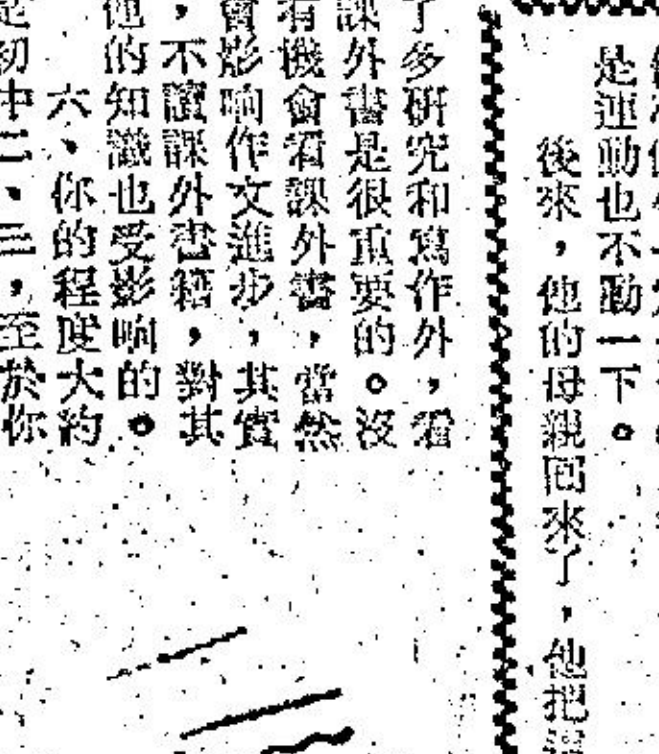 是運動也不動一下。
後來，他的母親回來了，他把
了多研究和寫作外，看
課外書是很重要的。沒
有機會看課外書，當然
會影响作文進步，其實
，不讀課外書籍，對其
他的知識也受影响的。
六、你的程度大約
是初中二、三，至於你